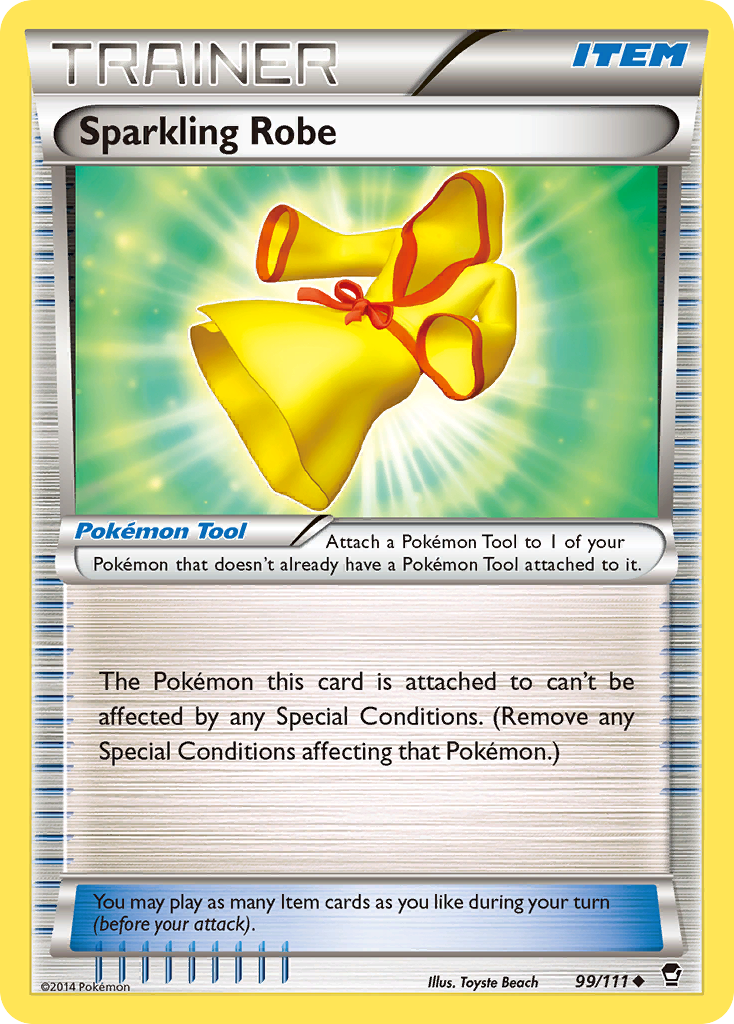 TRAINER
ITEM
Sparkling Robe
Pokémon Tool
Attach a Pokémon Tool to 1 of your
Pokémon that doesn't already have a Pokémon Tool attached to it.
The Pokémon this card is attached to can't be
affected by any Special Conditions. (Remove any
Special Conditions affecting that Pokémon.)
You may play as many Item cards as you like during your turn
(before your attack).
©2014 Pokémon
Illus. Toyste Beach
99/111